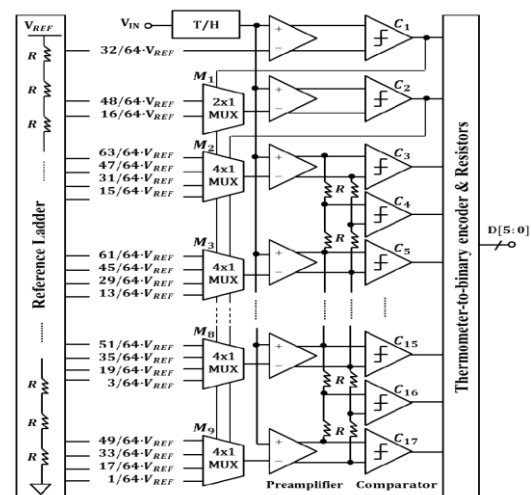 V_REF
V_IN
T/H
C_1
R
32/64·V_REF
M_1
C_2
R
48/64·V_REF
16/64·V_REF
2x1
MUX
R
M_2
63/64·V_REF
47/64·V_REF
31/64·V_REF
15/64·V_REF
4x1
MUX
C_3
R
C_4
R
M_3
61/64·V_REF
45/64·V_REF
29/64·V_REF
13/64·V_REF
4x1
MUX
C_5
Reference Ladder
Thermometer-to-binary encoder & Resistors
D[5:0]
M_8
51/64·V_REF
35/64·V_REF
19/64·V_REF
3/64·V_REF
4x1
MUX
C_15
R
R
C_16
R
R
M_9
49/64·V_REF
33/64·V_REF
17/64·V_REF
1/64·V_REF
4x1
MUX
C_17
R
Preamplifier
Comparator